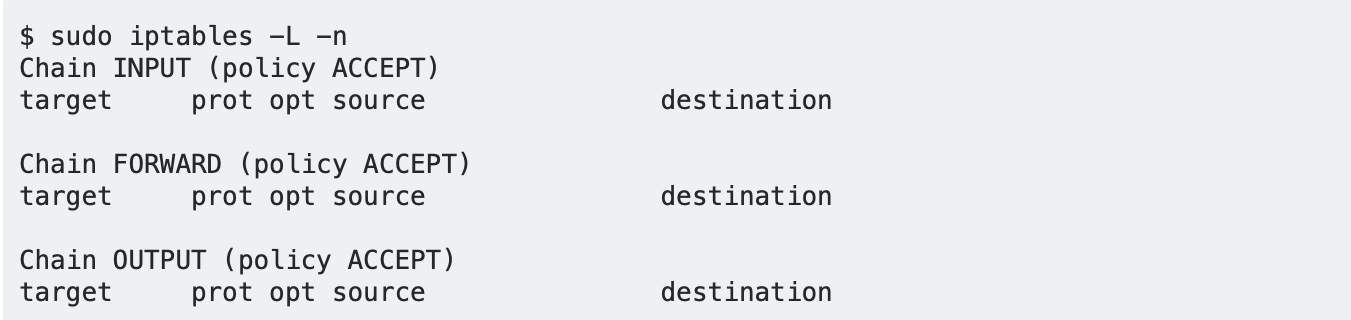 $ sudo iptables -L -n
Chain INPUT (policy ACCEPT)
target     prot opt source               destination

Chain FORWARD (policy ACCEPT)
target     prot opt source               destination

Chain OUTPUT (policy ACCEPT)
target     prot opt source               destination